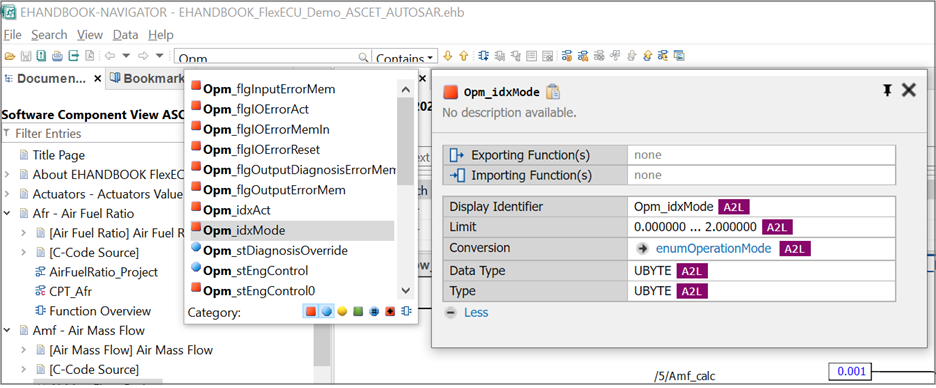 EHANDBOOK-NAVIGATOR - EHANDBOOK_FlexECU_Demo_ASCET_AUTOSAR.ehb
File Search View Data Help
Opm Contains
Documen... Bookmark
Software Component View ASC
Filter Entries
Title Page
About EHANDBOOK FlexEC
Actuators - Actuators Value
Afr - Air Fuel Ratio
[Air Fuel Ratio] Air Fuel R
[C-Code Source]
AirFuelRatio_Project
CPT_Afr
Function Overview
Amf - Air Mass Flow
[Air Mass Flow] Air Mass Flow
[C-Code Source]
Opm_flgInputErrorMem
Opm_flgIOErrorAct
Opm_flgIOErrorMemIn
Opm_flgIOErrorReset
Opm_flgOutputDiagnosisErrorMem
Opm_flgOutputErrorMem
Opm_idxAct
Opm_idxMode
Opm_stDiagnosisOverride
Opm_stEngControl
Opm_stEngControl0
Category:
Opm_idxMode
No description available.
Exporting Function(s) none
Importing Function(s) none
Display Identifier Opm_idxMode A2L
Limit 0.000000 ... 2.000000 A2L
Conversion enumOperationMode A2L
Data Type UBYTE A2L
Type UBYTE A2L
Less
/5/Amf_calc
0.001